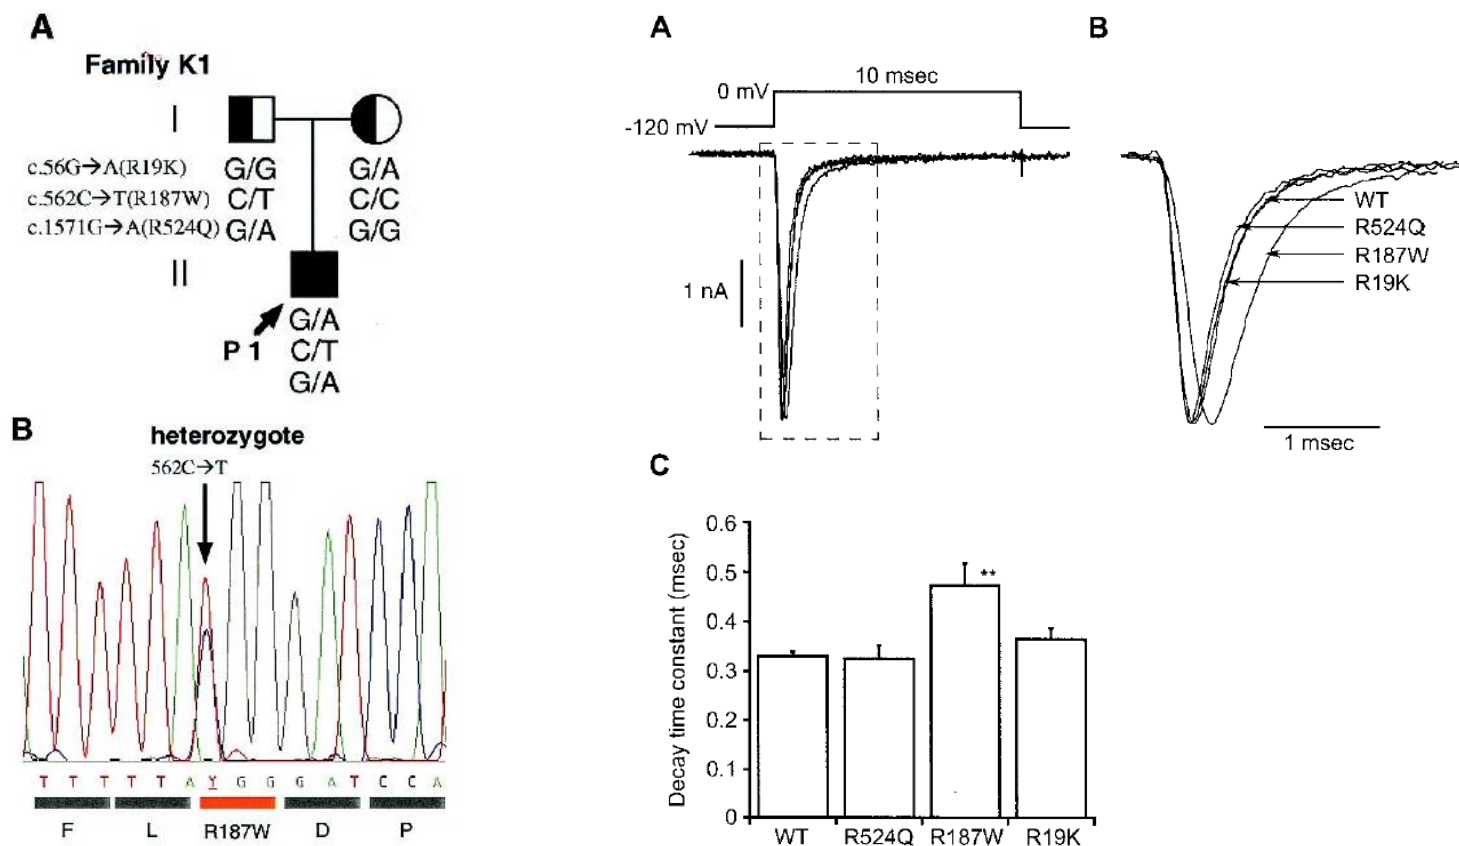 A
Family K1
I
c.56G→A(R19K) G/G G/A
c.562C→T(R187W) C/T C/C
c.1571G→A(R524Q) G/A G/G
II
P 1
G/A
C/T
G/A
B
heterozygote
562C→T
T T T T T A Y G G G A T C C A
F L R187W D P
A
10 msec
0 mV
-120 mV
1 nA
B
WT
R524Q
R187W
R19K
1 msec
C
Decay time constant (msec)
0.6
0.5
0.4
0.3
0.2
0.1
0
**
WT R524Q R187W R19K